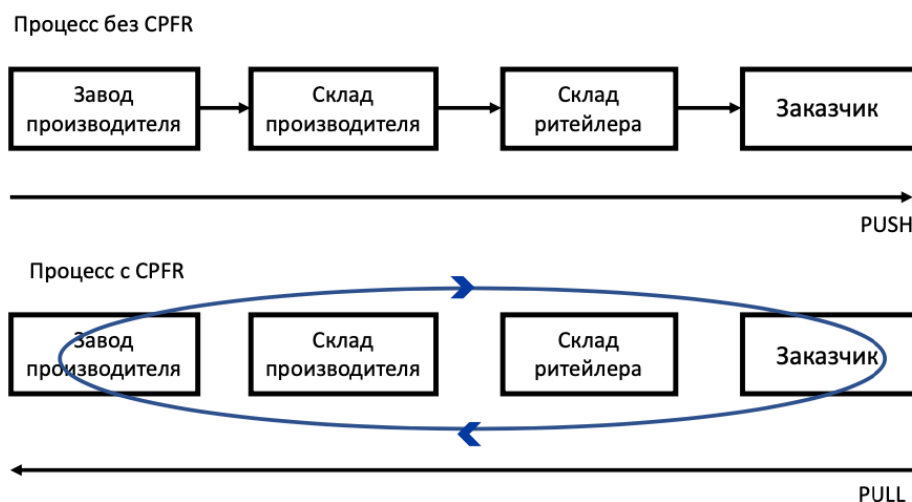 Процесс без CPFR
Завод
производителя
Склад
производителя
Склад
ритейлера
Заказчик
PUSH
Процесс с CPFR
Завод
производителя
Склад
производителя
Склад
ритейлера
Заказчик
PULL